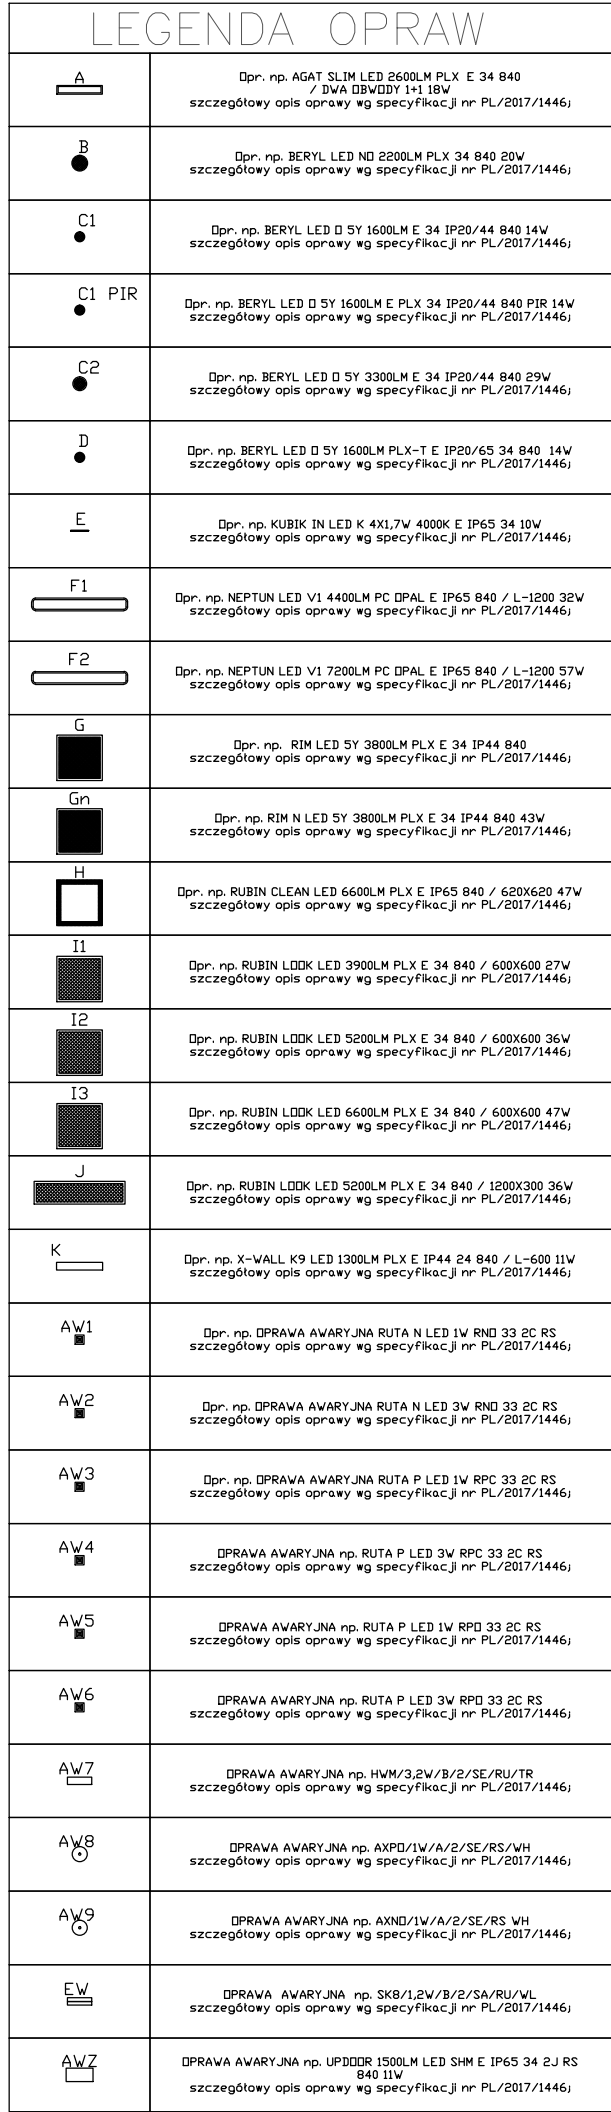 LEGENDA OPRAW
A
Opr. np. AGAT SLIM LED 2600LM PLX E 34 840
/ DWA OBWODY 1+1 18W
szczegółowy opis oprawy wg specyfikacji nr PL/2017/1446;
B
Opr. np. BERYL LED NO 2200LM PLX 34 840 20W
szczegółowy opis oprawy wg specyfikacji nr PL/2017/1446;
C1
Opr. np. BERYL LED O 5Y 1600LM E 34 IP20/44 840 14W
szczegółowy opis oprawy wg specyfikacji nr PL/2017/1446;
C1 PIR
Opr. np. BERYL LED O 5Y 1600LM E PLX 34 IP20/44 840 PIR 14W
szczegółowy opis oprawy wg specyfikacji nr PL/2017/1446;
C2
Opr. np. BERYL LED O 5Y 3300LM E 34 IP20/44 840 29W
szczegółowy opis oprawy wg specyfikacji nr PL/2017/1446;
D
Opr. np. BERYL LED O 5Y 1600LM PLX-T E IP20/65 34 840 14W
szczegółowy opis oprawy wg specyfikacji nr PL/2017/1446;
E
Opr. np. KUBIK IN LED K 4X1,7W 4000K E IP65 34 10W
szczegółowy opis oprawy wg specyfikacji nr PL/2017/1446;
F1
Opr. np. NEPTUN LED V1 4400LM PC OPAL E IP65 840 / L-1200 32W
szczegółowy opis oprawy wg specyfikacji nr PL/2017/1446;
F2
Opr. np. NEPTUN LED V1 7200LM PC OPAL E IP65 840 / L-1200 57W
szczegółowy opis oprawy wg specyfikacji nr PL/2017/1446;
G
Opr. np. RIM LED 5Y 3800LM PLX E 34 IP44 840
szczegółowy opis oprawy wg specyfikacji nr PL/2017/1446;
Gn
Opr. np. RIM N LED 5Y 3800LM PLX E 34 IP44 840 43W
szczegółowy opis oprawy wg specyfikacji nr PL/2017/1446;
H
Opr. np. RUBIN CLEAN LED 6600LM PLX E IP65 840 / 620X620 47W
szczegółowy opis oprawy wg specyfikacji nr PL/2017/1446;
I1
Opr. np. RUBIN LOOK LED 3900LM PLX E 34 840 / 600X600 27W
szczegółowy opis oprawy wg specyfikacji nr PL/2017/1446;
I2
Opr. np. RUBIN LOOK LED 5200LM PLX E 34 840 / 600X600 36W
szczegółowy opis oprawy wg specyfikacji nr PL/2017/1446;
I3
Opr. np. RUBIN LOOK LED 6600LM PLX E 34 840 / 600X600 47W
szczegółowy opis oprawy wg specyfikacji nr PL/2017/1446;
J
Opr. np. RUBIN LOOK LED 5200LM PLX E 34 840 / 1200X300 36W
szczegółowy opis oprawy wg specyfikacji nr PL/2017/1446;
K
Opr. np. X-WALL K9 LED 1300LM PLX E IP44 24 840 / L-600 11W
szczegółowy opis oprawy wg specyfikacji nr PL/2017/1446;
AW1
Opr. np. OPRAWA AWARYJNA RUTA N LED 1W RNO 33 2C RS
szczegółowy opis oprawy wg specyfikacji nr PL/2017/1446;
AW2
Opr. np. OPRAWA AWARYJNA RUTA N LED 3W RNO 33 2C RS
szczegółowy opis oprawy wg specyfikacji nr PL/2017/1446;
AW3
Opr. np. OPRAWA AWARYJNA RUTA P LED 1W RPC 33 2C RS
szczegółowy opis oprawy wg specyfikacji nr PL/2017/1446;
AW4
OPRAWA AWARYJNA np. RUTA P LED 3W RPC 33 2C RS
szczegółowy opis oprawy wg specyfikacji nr PL/2017/1446;
AW5
OPRAWA AWARYJNA np. RUTA P LED 1W RPO 33 2C RS
szczegółowy opis oprawy wg specyfikacji nr PL/2017/1446;
AW6
OPRAWA AWARYJNA np. RUTA P LED 3W RPO 33 2C RS
szczegółowy opis oprawy wg specyfikacji nr PL/2017/1446;
AW7
OPRAWA AWARYJNA np. HWM/3,2W/B/2/SE/RU/TR
szczegółowy opis oprawy wg specyfikacji nr PL/2017/1446;
AW8
OPRAWA AWARYJNA np. AXPO/1W/A/2/SE/RS/WH
szczegółowy opis oprawy wg specyfikacji nr PL/2017/1446;
AW9
OPRAWA AWARYJNA np. AXNO/1W/A/2/SE/RS WH
szczegółowy opis oprawy wg specyfikacji nr PL/2017/1446;
EW
OPRAWA AWARYJNA np. SK8/1,2W/B/2/SA/RU/WL
szczegółowy opis oprawy wg specyfikacji nr PL/2017/1446;
AWZ
OPRAWA AWARYJNA np. UPDOOR 1500LM LED SHM E IP65 34 2J RS
840 11W
szczegółowy opis oprawy wg specyfikacji nr PL/2017/1446;